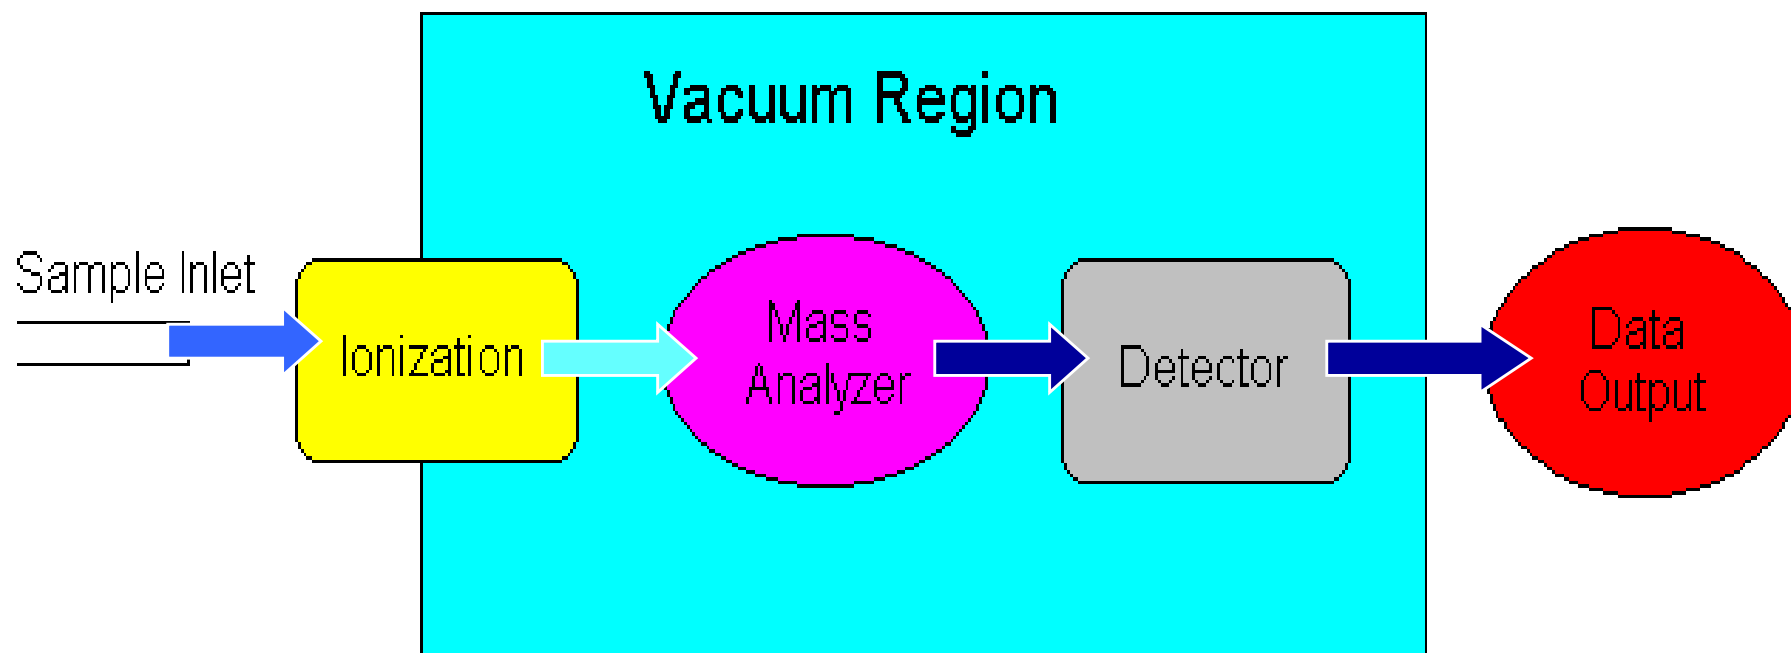 Vacuum Region
Sample Inlet
Ionization
Mass
Analyzer
Detector
Data
Output